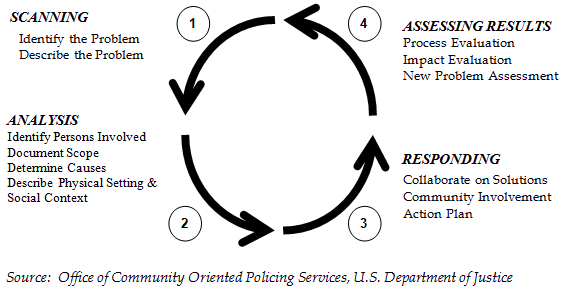 SCANNING
Identify the Problem
Describe the Problem
1
4
ASSESSING RESULTS
Process Evaluation
Impact Evaluation
New Problem Assessment
ANALYSIS
Identify Persons Involved
Document Scope
Determine Causes
Describe Physical Setting &
Social Context
2
3
RESPONDING
Collaborate on Solutions
Community Involvement
Action Plan
Source: Office of Community Oriented Policing Services, U.S. Department of Justice